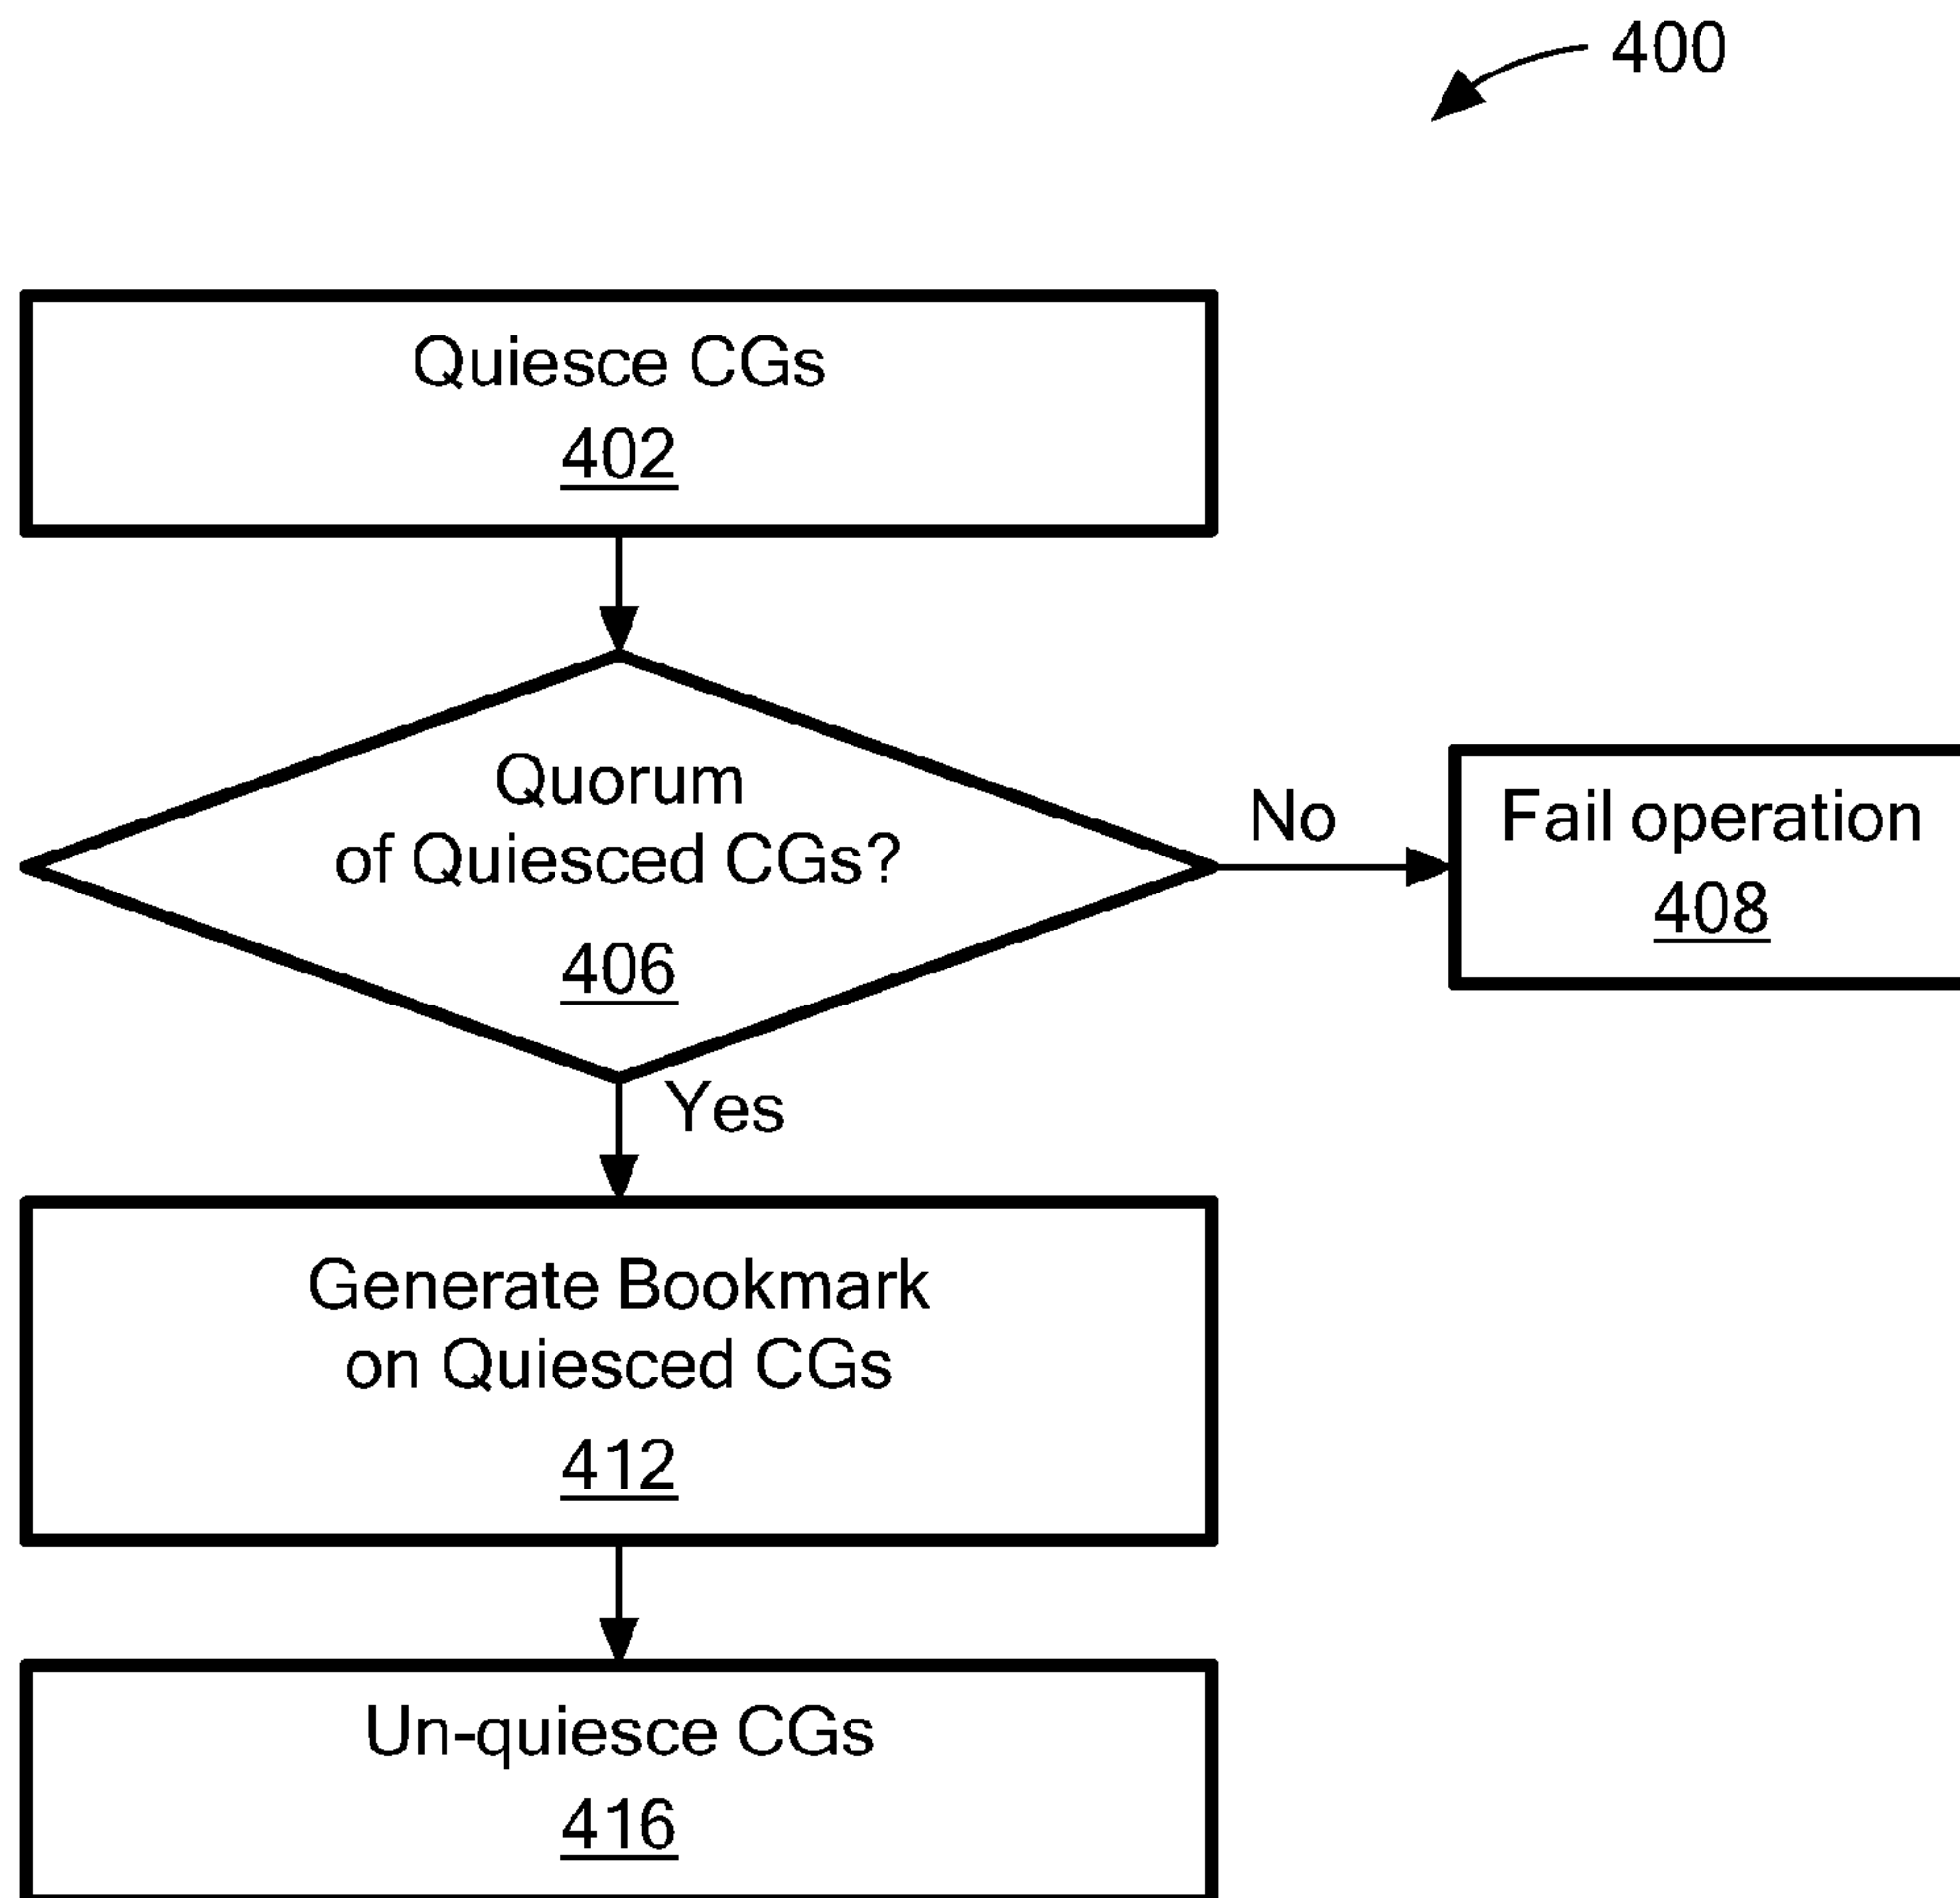 400
Quiesce CGs
402
Quorum
of Quiesced CGs?
406
No
Fail operation
408
Yes
Generate Bookmark
on Quiesced CGs
412
Un-quiesce CGs
416